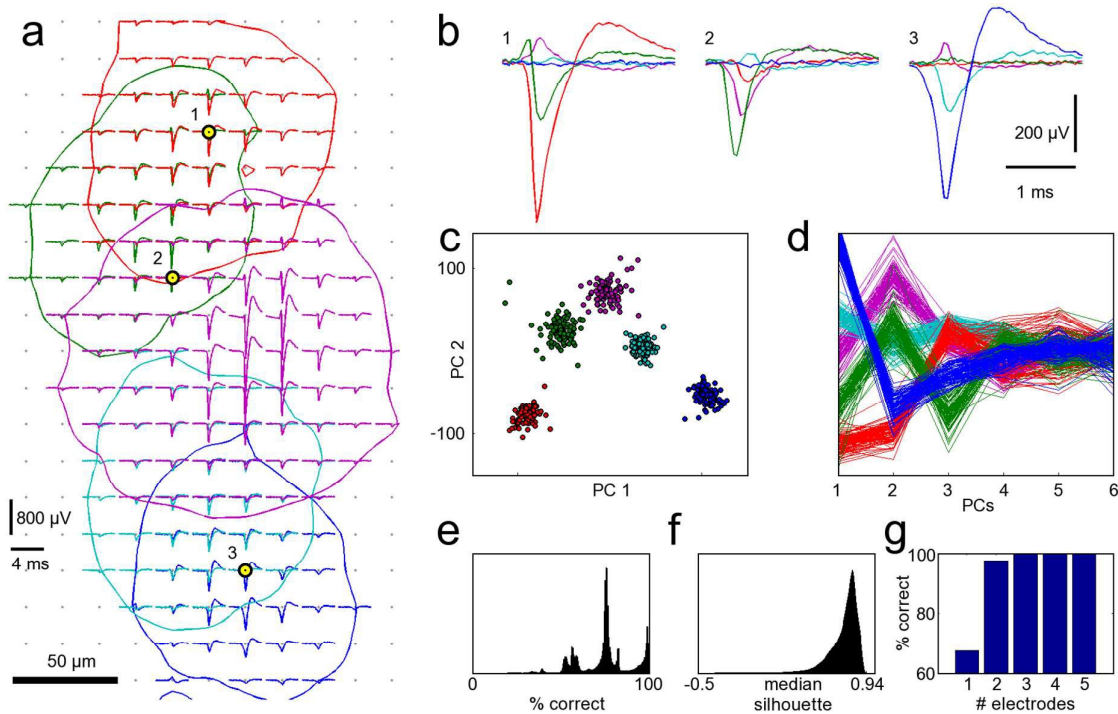 a
1
2
3
800 µV
4 ms
50 µm
b
1
2
3
200 µV
1 ms
c
100
PC 2
-100
PC 1
d
1 2 3 4 5 6
PCs
e
0 100
% correct
f
-0.5 median 0.94
silhouette
g
100
80
60
% correct
1 2 3 4 5
# electrodes